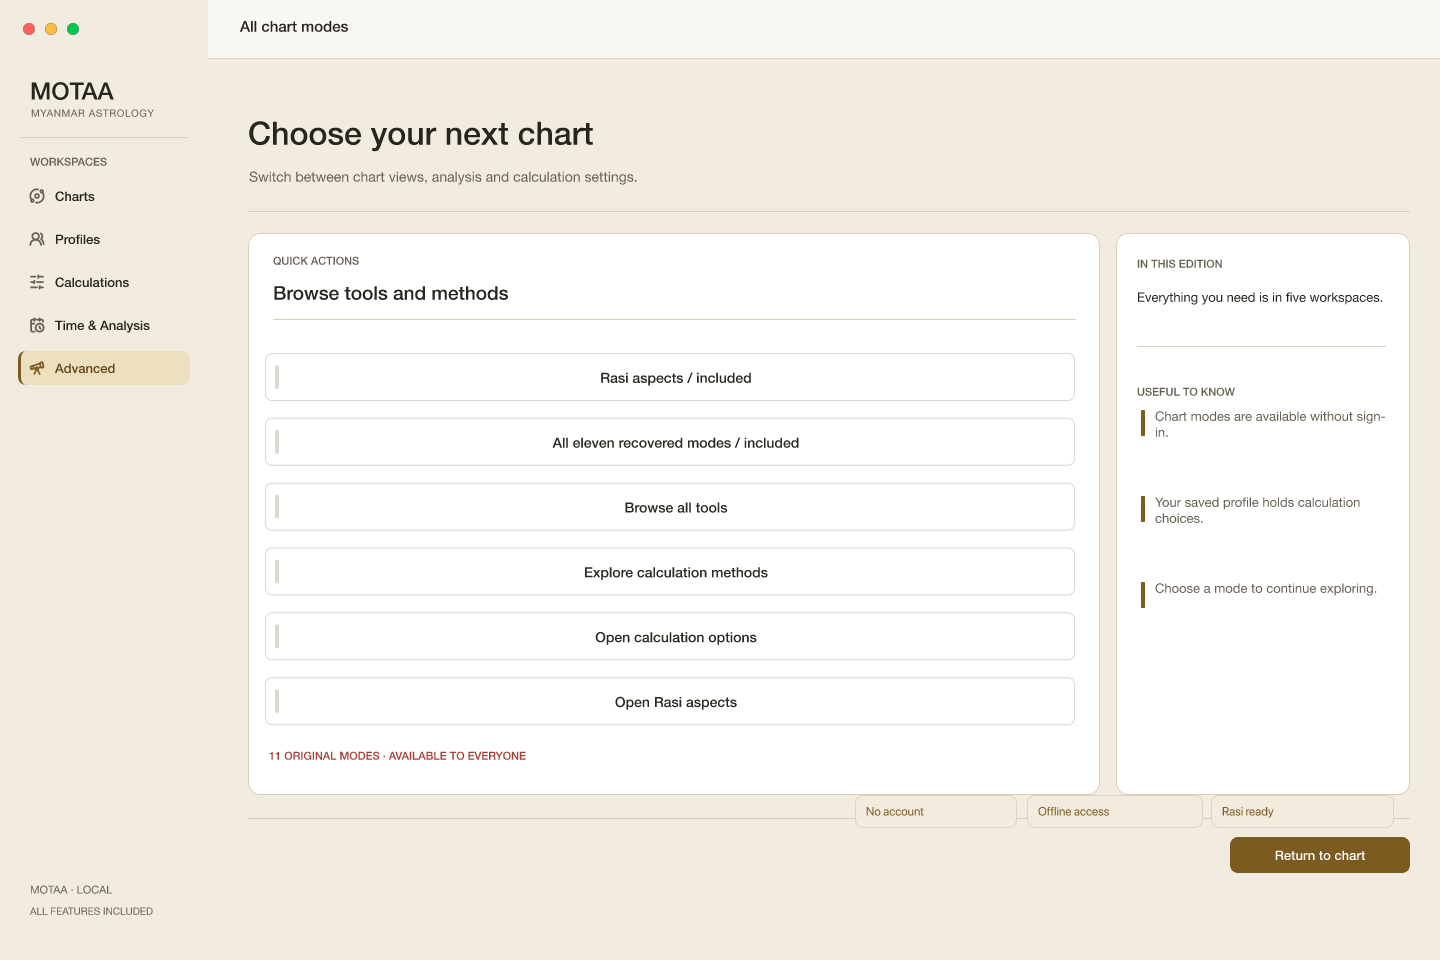 All chart modes
MOTAA
MYANMAR ASTROLOGY
WORKSPACES
Charts
Profiles
Calculations
Time & Analysis
Advanced
MOTAA · LOCAL
ALL FEATURES INCLUDED
Choose your next chart
Switch between chart views, analysis and calculation settings.
QUICK ACTIONS
Browse tools and methods
Rasi aspects / included
All eleven recovered modes / included
Browse all tools
Explore calculation methods
Open calculation options
Open Rasi aspects
11 ORIGINAL MODES · AVAILABLE TO EVERYONE
IN THIS EDITION
Everything you need is in five workspaces.
USEFUL TO KNOW
Chart modes are available without sign-
in.
Your saved profile holds calculation
choices.
Choose a mode to continue exploring.
No account
Offline access
Rasi ready
Return to chart